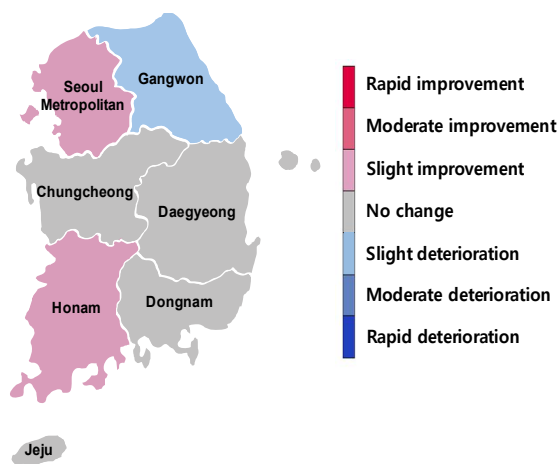 Seoul
Metropolitan
Gangwon
Chungcheong
Daegyeong
Honam
Dongnam
Jeju
Rapid improvement
Moderate improvement
Slight improvement
No change
Slight deterioration
Moderate deterioration
Rapid deterioration